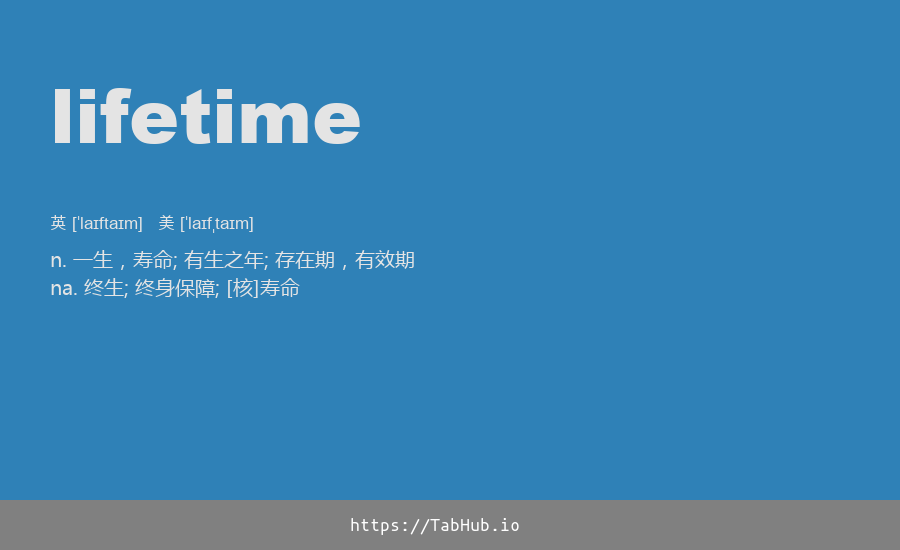 lifetime
英 [ˈlaɪftaɪm] 美 [ˈlaɪfˌtaɪm]
n. 一生，寿命; 有生之年; 存在期，有效期
na. 终生; 终身保障; [核]寿命
https://TabHub.io